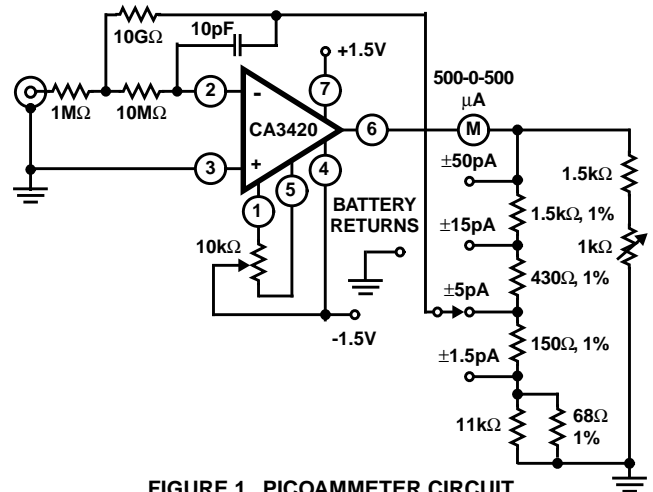 10GΩ
10pF
+1.5V
500-0-500
μA
1MΩ
10MΩ
2
-
7
CA3420
6
M
3
+
4
5
1
±50pA
1.5kΩ
BATTERY
RETURNS
1.5kΩ, 1%
±15pA
10kΩ
1kΩ
430Ω, 1%
±5pA
-1.5V
150Ω, 1%
±1.5pA
11kΩ
68Ω
1%
FIGURE 1. PICOAMMETER CIRCUIT